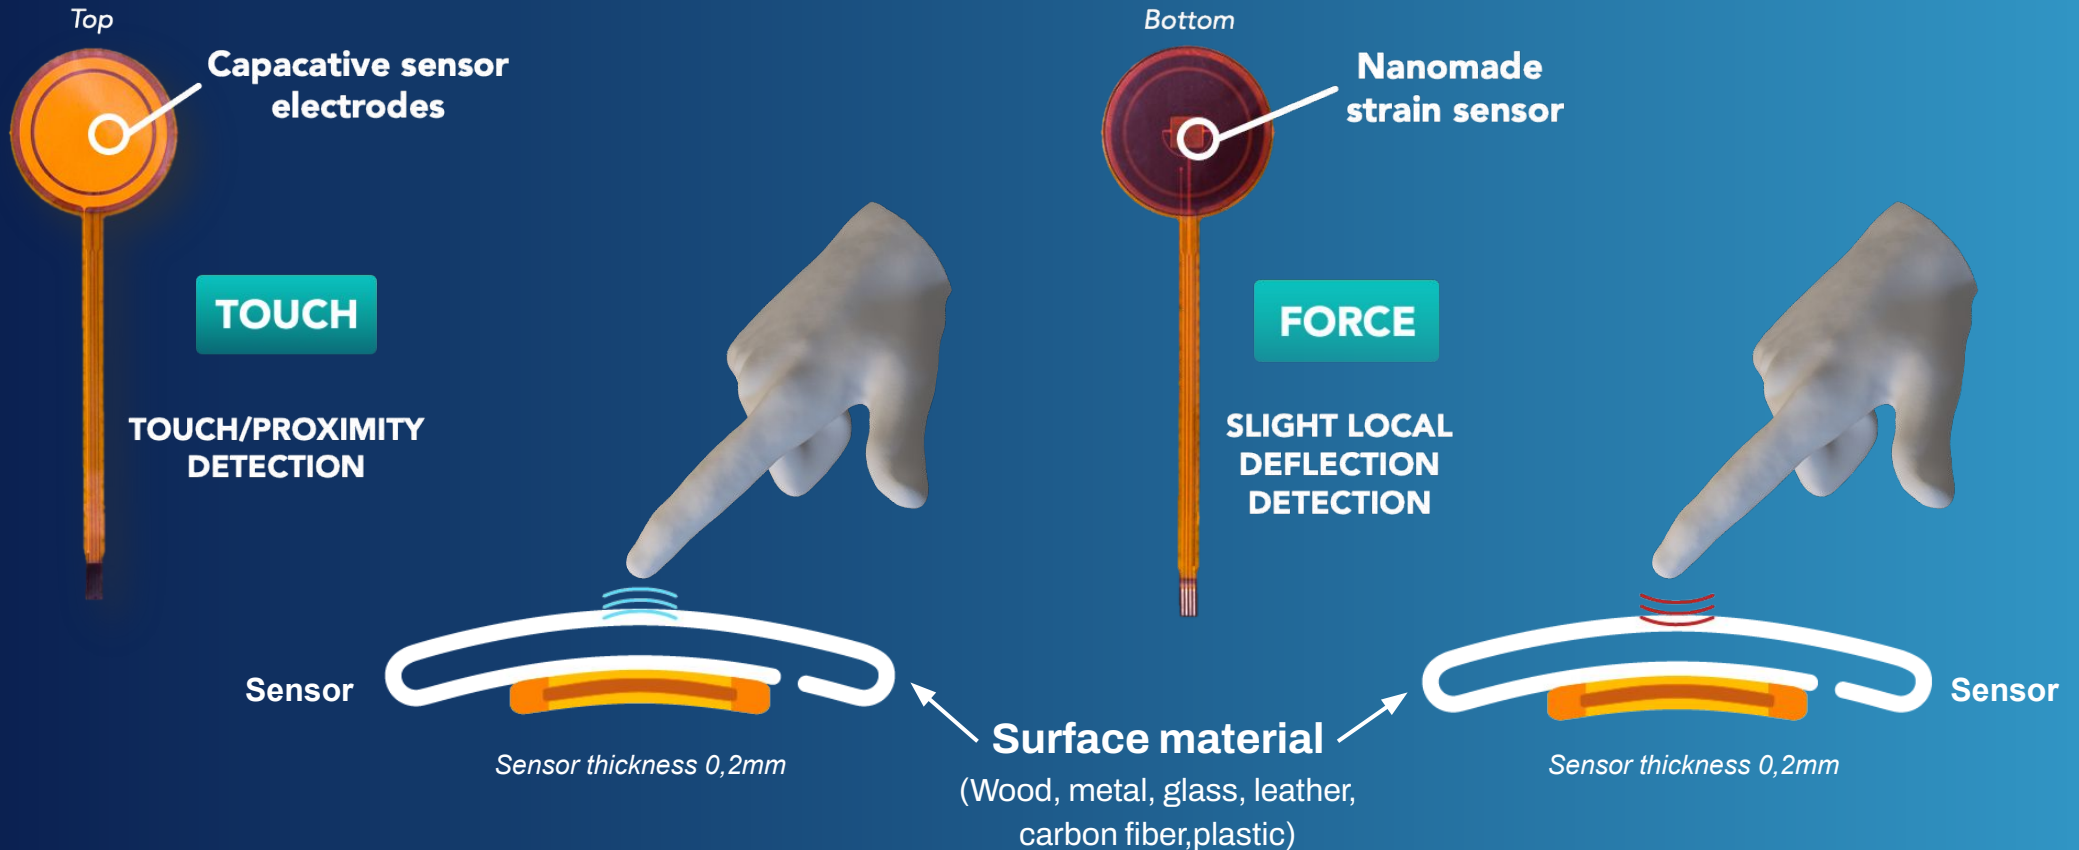 Top
Capacative sensor
electrodes
TOUCH
TOUCH/PROXIMITY
DETECTION
Sensor
Sensor thickness 0,2mm
Bottom
Nanomade
strain sensor
FORCE
SLIGHT LOCAL
DEFLECTION
DETECTION
Sensor
Sensor thickness 0,2mm
Surface material
(Wood, metal, glass, leather,
carbon fiber,plastic)